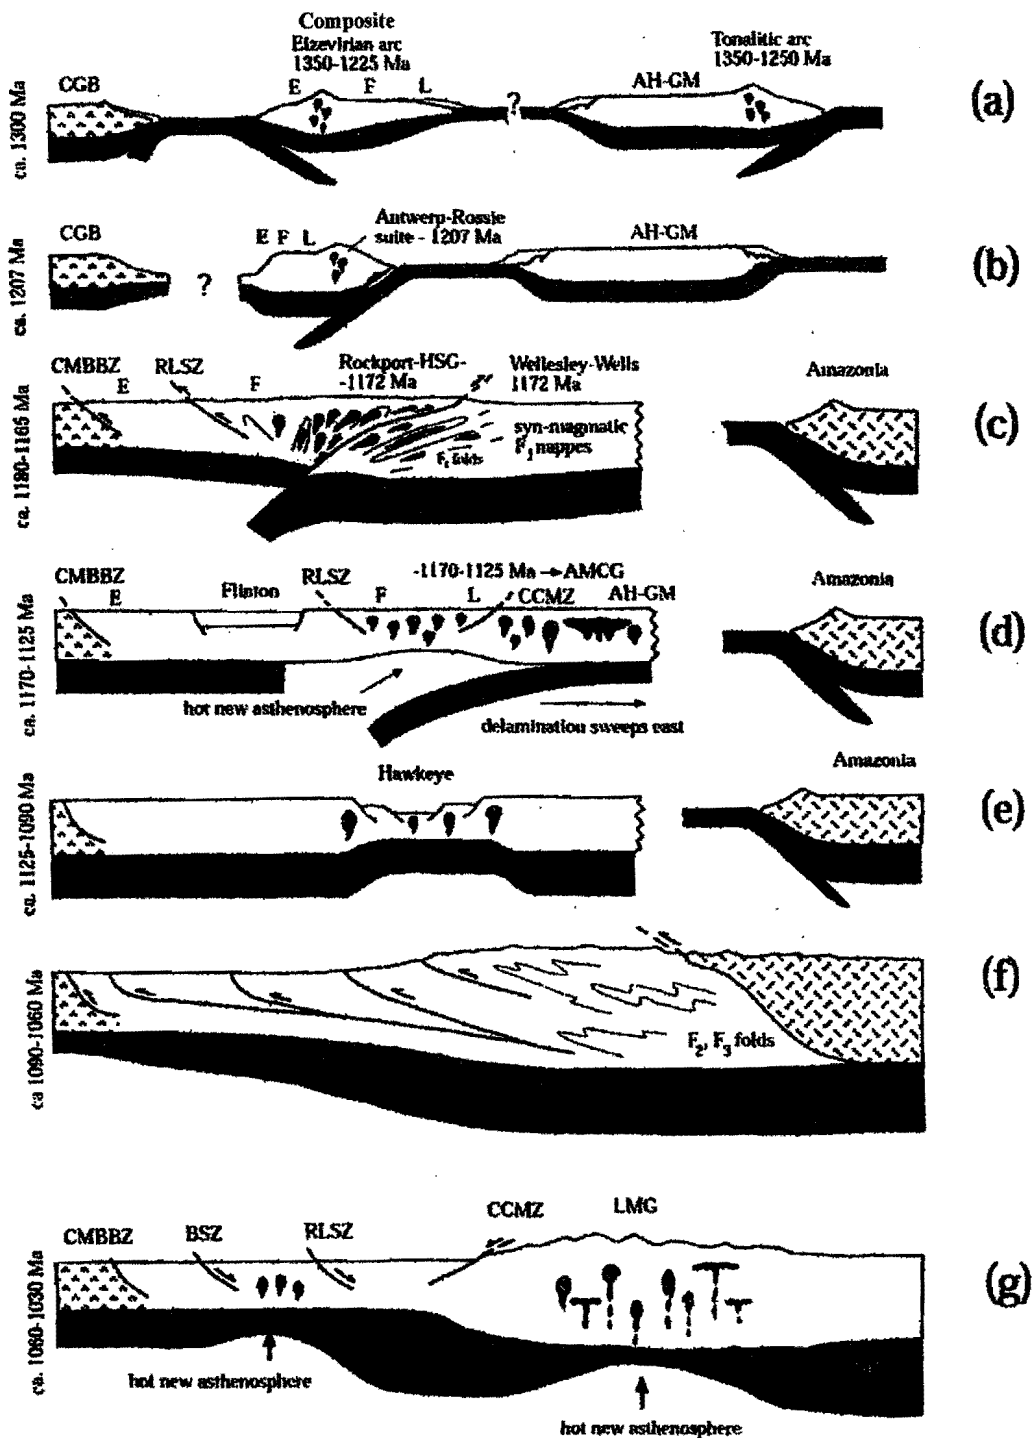 Composite
Elzevirian arc
1350-1225 Ma
Tonalitic arc
1350-1250 Ma
CGB
E F L
AH-GM
?
ca. 1300 Ma
(a)
CGB
E F L
Antwerp-Rossie
suite - 1207 Ma
AH-GM
?
ca. 1207 Ma
(b)
CMBBZ
E
RLSZ
F
Rockport-HSG-
-1172 Ma
Wellesley-Wells
1172 Ma
Amazonia
syn-magmatic
F1 nappes
F1 folds
ca. 1180-1165 Ma
(c)
-1170-1125 Ma → AMCG
CMBBZ
E
Flinton
RLSZ
F
L
CCMZ
AH-GM
Amazonia
hot new asthenosphere
delamination sweeps east
ca. 1170-1125 Ma
(d)
Hawkeye
Amazonia
ca. 1125-1090 Ma
(e)
F2, F3 folds
ca 1090-1060 Ma
(f)
CMBBZ
BSZ
RLSZ
CCMZ
LMG
hot new asthenosphere
hot new asthenosphere
ca. 1060-1030 Ma
(g)